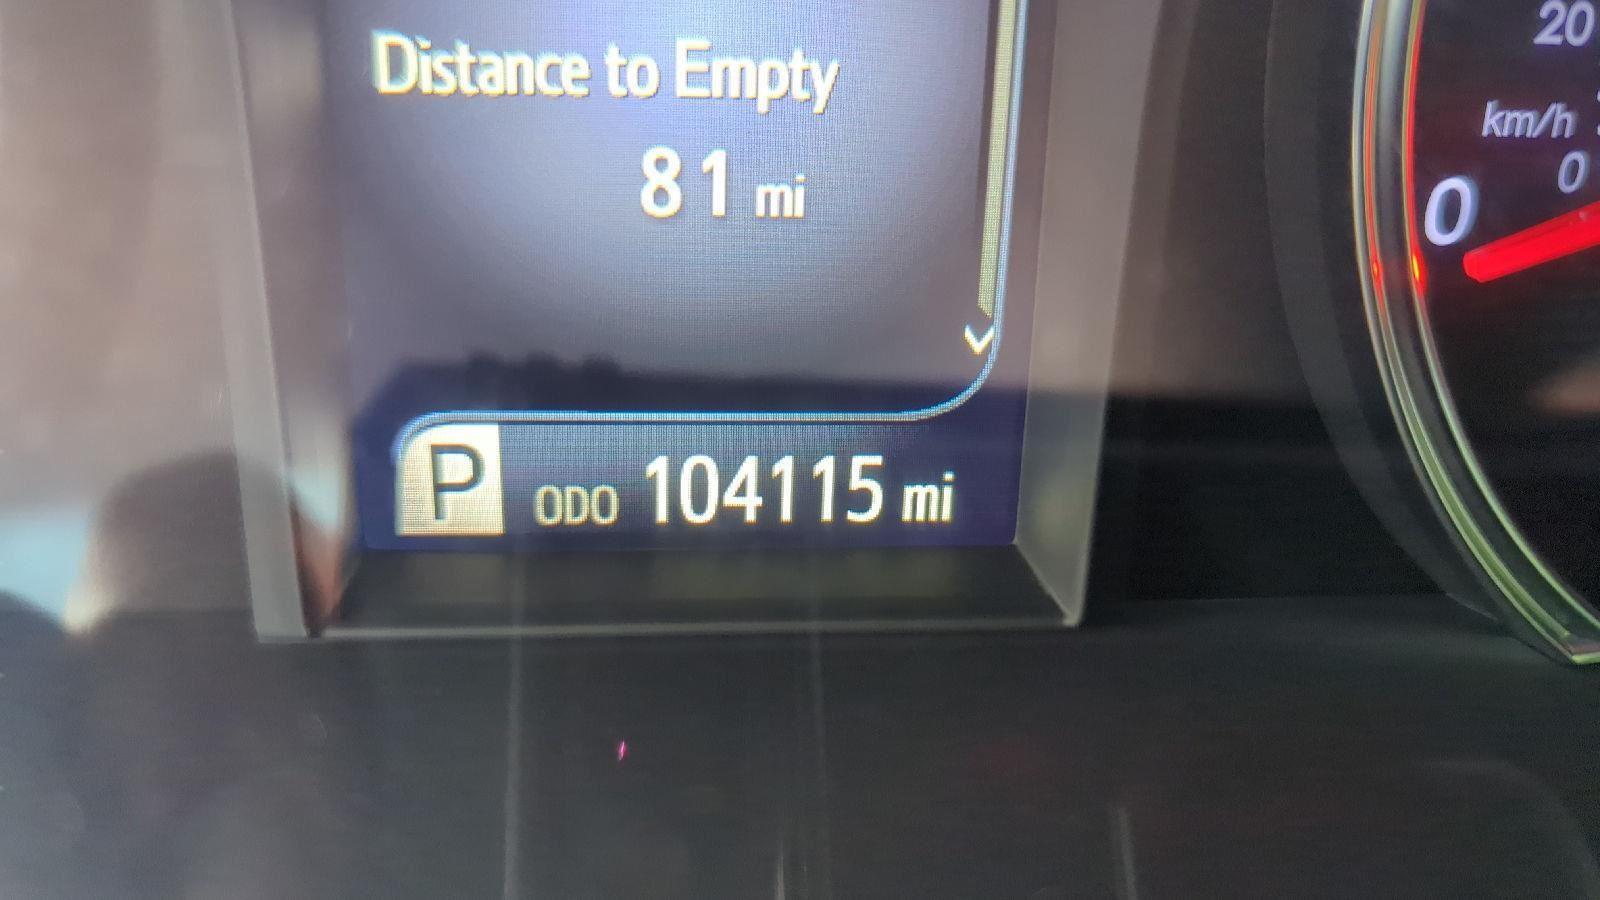 Distance to Empty
81 mi
P ODO 104115 mi
20
km/h
0
0